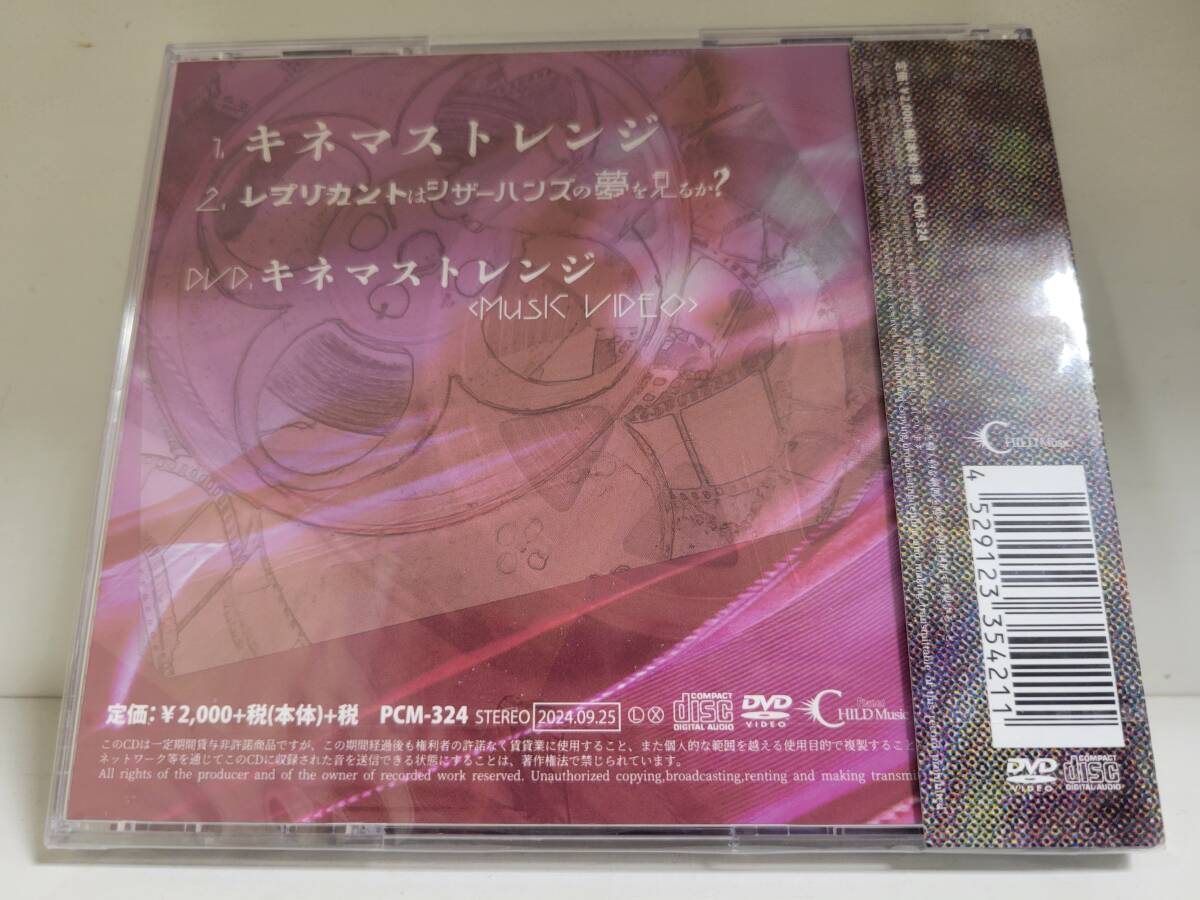 1. キネマストレンジ
2. レプリカントはシザーハンズの夢を見るか?
DVD. キネマストレンジ
<MUSIC VIDEO>
定価:¥2,000+税(本体)+税 PCM-324 STEREO 2024.09.25 Ⓛ Ⓧ COMPACT disc DIGITAL AUDIO DVD VIDEO CHILD Music
このCDは一定期間貸与非許諾商品ですが、この期間経過後も権利者の許諾なく賃貸業に使用すること、また個人的な範囲を越える使用目的で複製すること
ネットワーク等を通じてこのCDに収録された音を送信できる状態にすることは、著作権法で禁じられています。
All rights of the producer and of the owner of recorded work reserved. Unauthorized copying,broadcasting,renting and making transmi
PCM-324
CHILD Music
4 529123 354211
DVD VIDEO COMPACT disc DIGITAL AUDIO